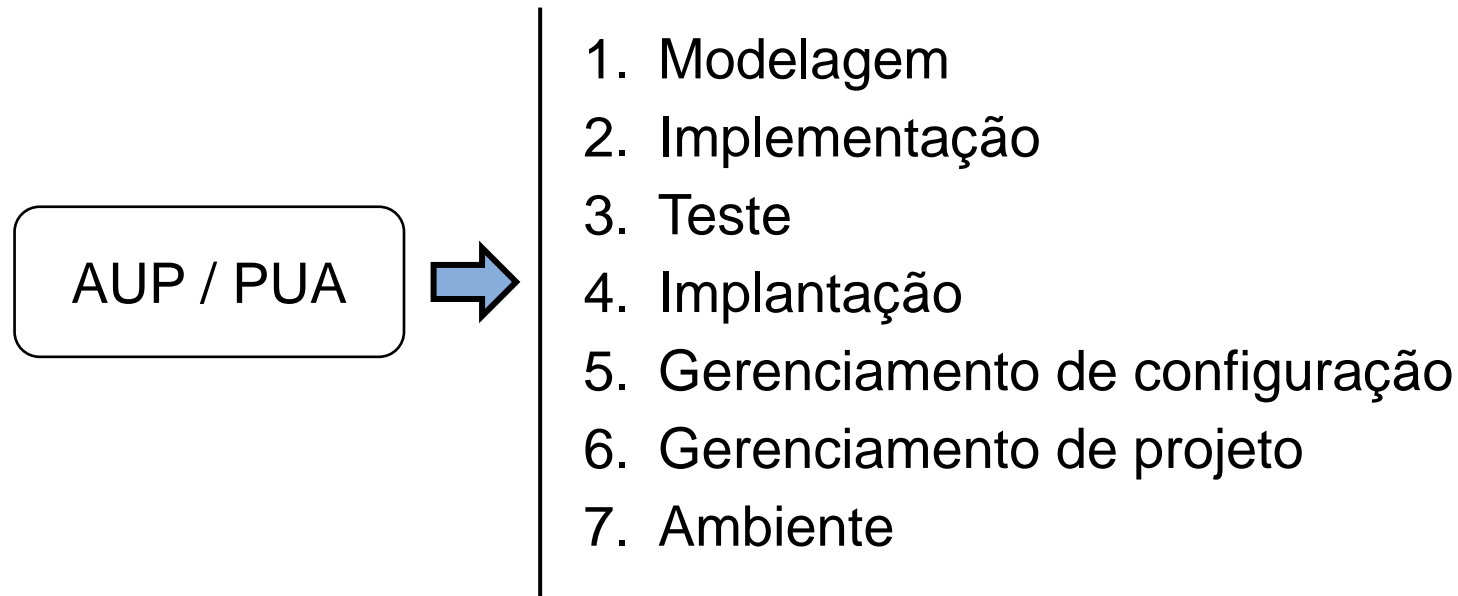 AUP / PUA
1. Modelagem
2. Implementação
3. Teste
4. Implantação
5. Gerenciamento de configuração
6. Gerenciamento de projeto
7. Ambiente